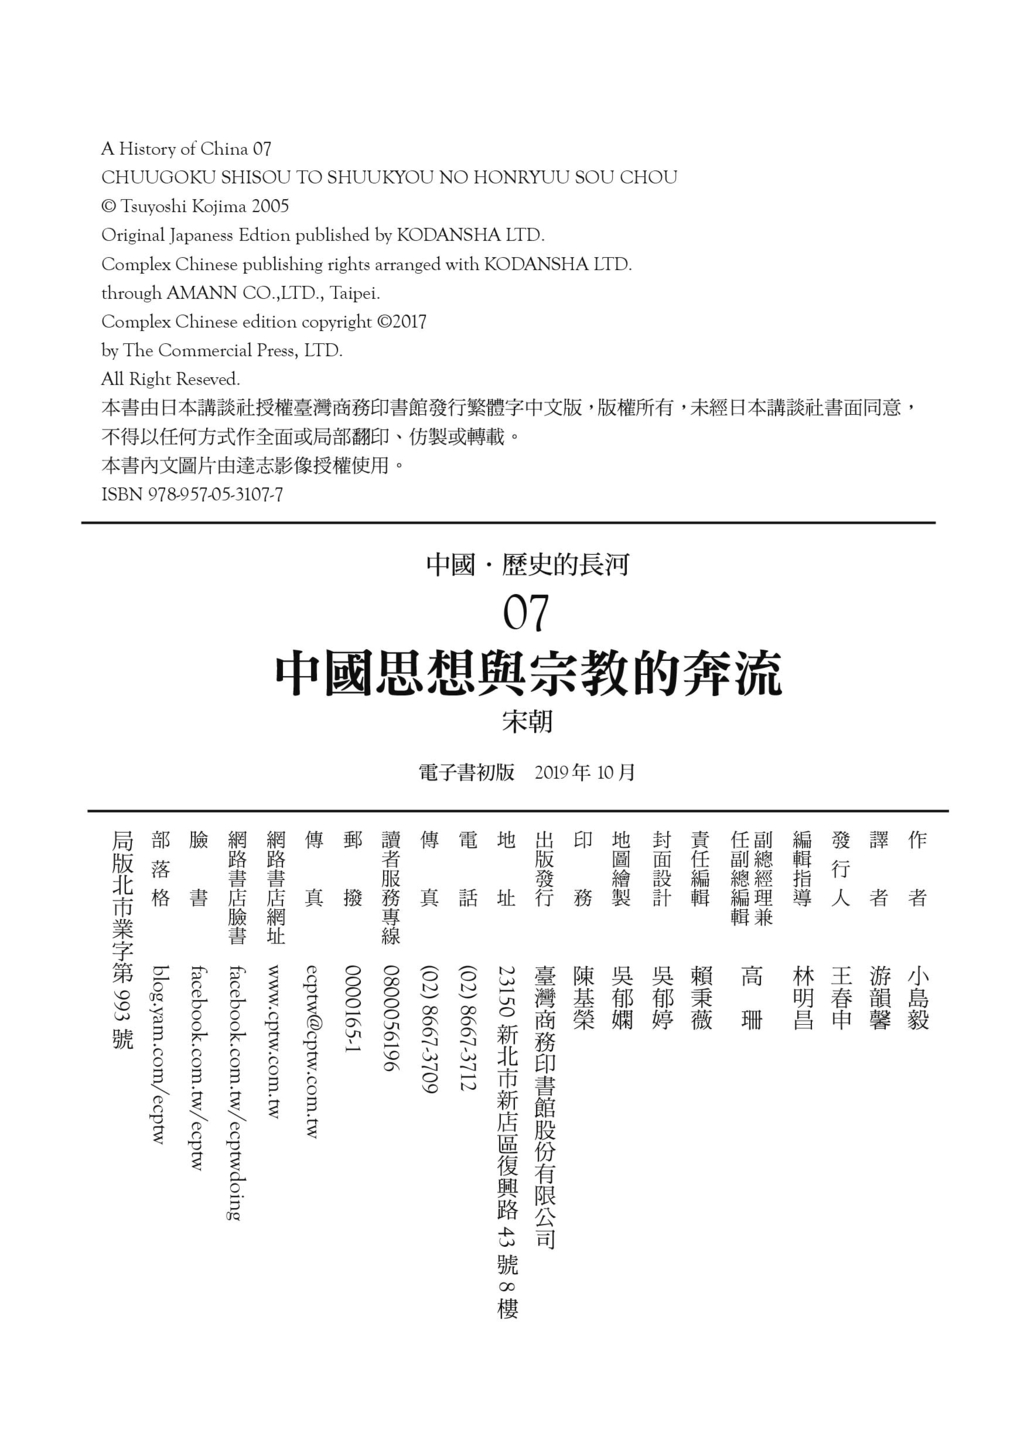 A History of China 07
CHUUGOKU SHISOU TO SHUUKYOU NO HONRYUU SOU CHOU
© Tsuyoshi Kojima 2005
Original Japaness Edtion published by KODANSHA LTD.
Complex Chinese publishing rights arranged with KODANSHA LTD.
through AMANN CO.,LTD., Taipei.
Complex Chinese edition copyright ©2017
by The Commercial Press, LTD.
All Right Reseved.
本書由日本講談社授權臺灣商務印書館發行繁體字中文版，版權所有，未經日本講談社書面同意，
不得以任何方式作全面或局部翻印、仿製或轉載。
本書內文圖片由達志影像授權使用。
ISBN 978-957-05-3107-7
中國．歷史的長河
07
中國思想與宗教的奔流
宋朝
電子書初版　2019年 10 月
作者　小島毅
譯者　游韻馨
發行人　王春申
編輯指導　林明昌
副總經理兼
任副總編輯　高珊
責任編輯　賴秉薇
封面設計　吳郁婷
地圖繪製　吳郁嫻
印務　陳基榮
出版發行　臺灣商務印書館股份有限公司
地址　23150 新北市新店區復興路 43 號 8 樓
電話　(02) 8667-3712
傳真　(02) 8667-3709
讀者服務專線　0800056196
郵撥　0000165-1
傳真　ecptw@cptw.com.tw
網路書店網址　www.cptw.com.tw
網路書店臉書　facebook.com.tw/ecptwdoing
臉書　facebook.com.tw/ecptw
部落格　blog.yam.com/ecptw
局版北市業字第 993 號